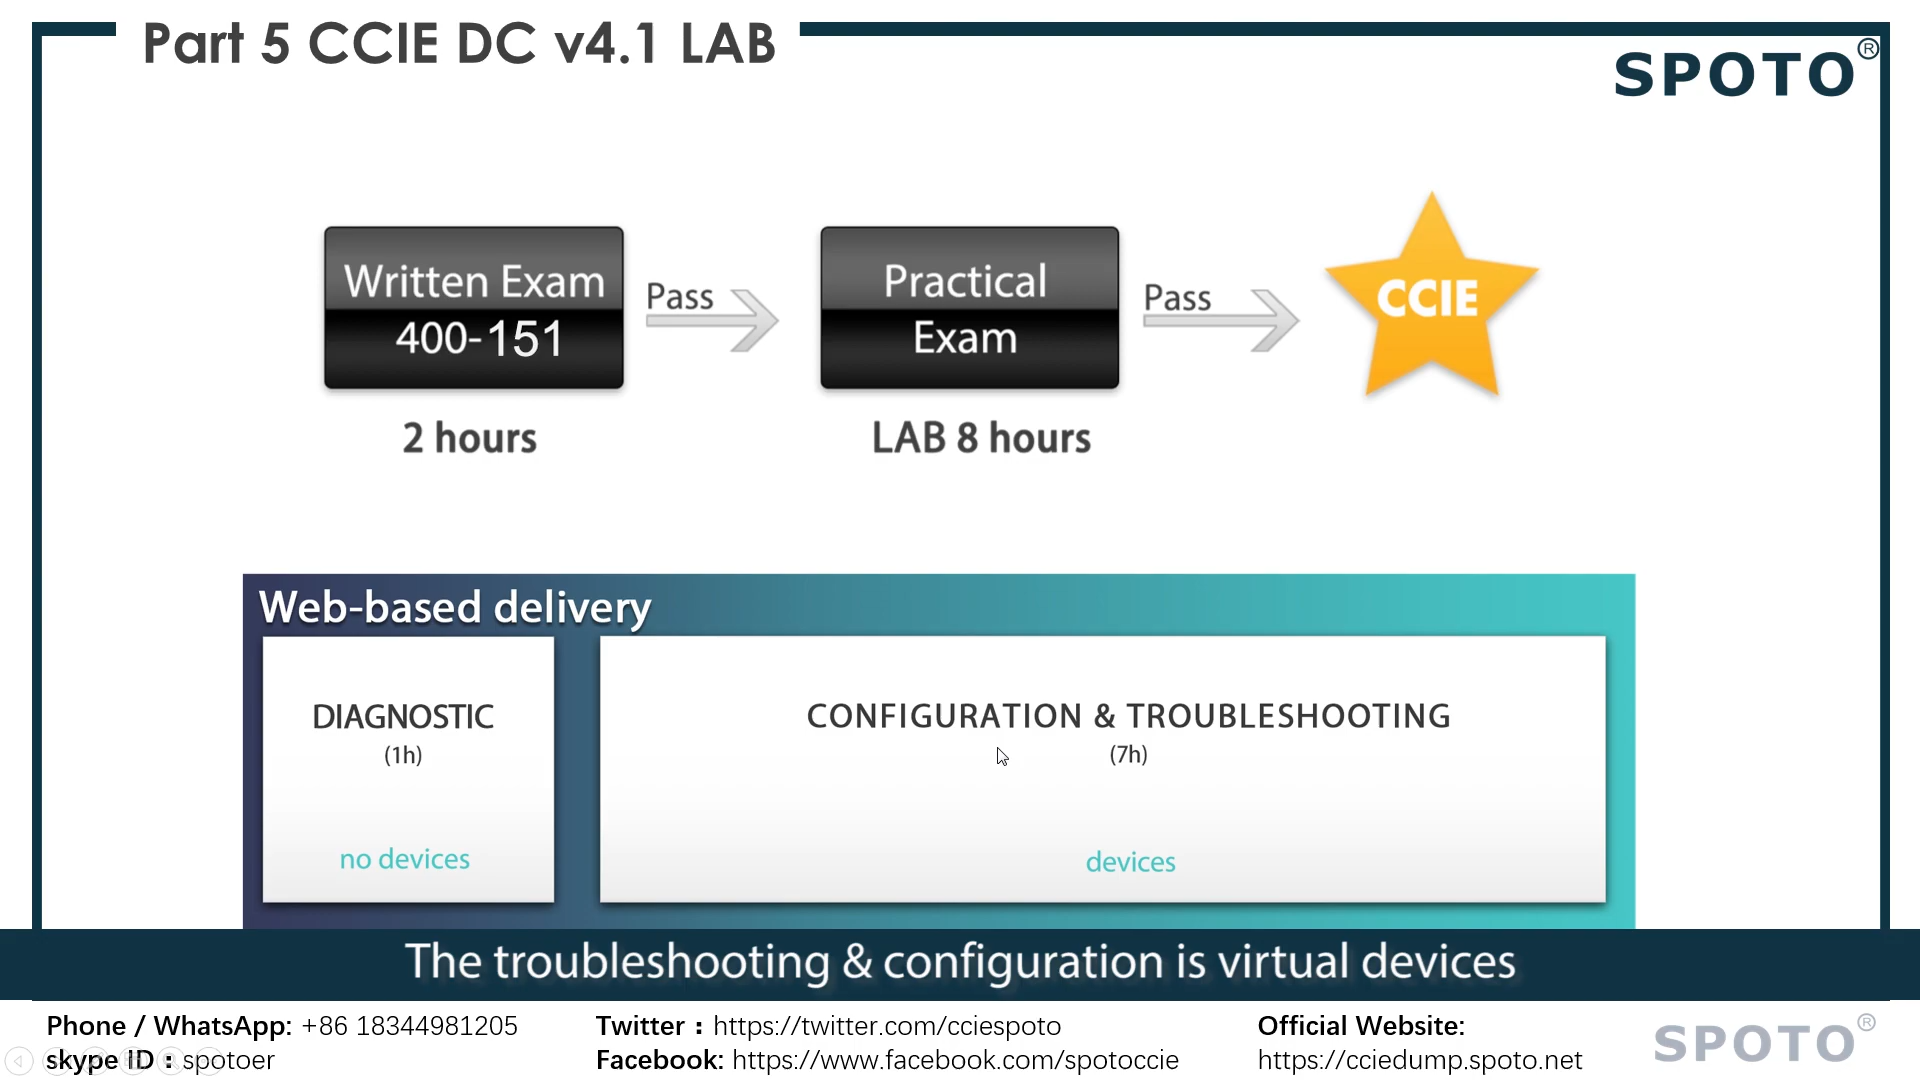 Part 5 CCIE DC v4.1 LAB
SPOTO®
Written Exam
400-151
Pass
Practical
Exam
Pass
CCIE
2 hours
LAB 8 hours
Web-based delivery
DIAGNOSTIC
(1h)
no devices
CONFIGURATION & TROUBLESHOOTING
(7h)
devices
The troubleshooting & configuration is virtual devices
Phone / WhatsApp: +86 18344981205
skype ID：spotoer
Twitter：https://twitter.com/cciespoto
Facebook: https://www.facebook.com/spotoccie
Official Website:
https://cciedump.spoto.net
SPOTO®